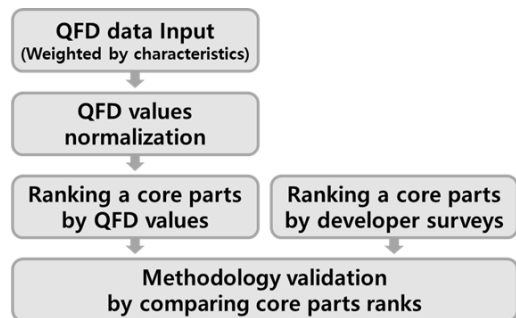 QFD data Input
(Weighted by characteristics)
QFD values
normalization
Ranking a core parts
by QFD values
Ranking a core parts
by developer surveys
Methodology validation
by comparing core parts ranks